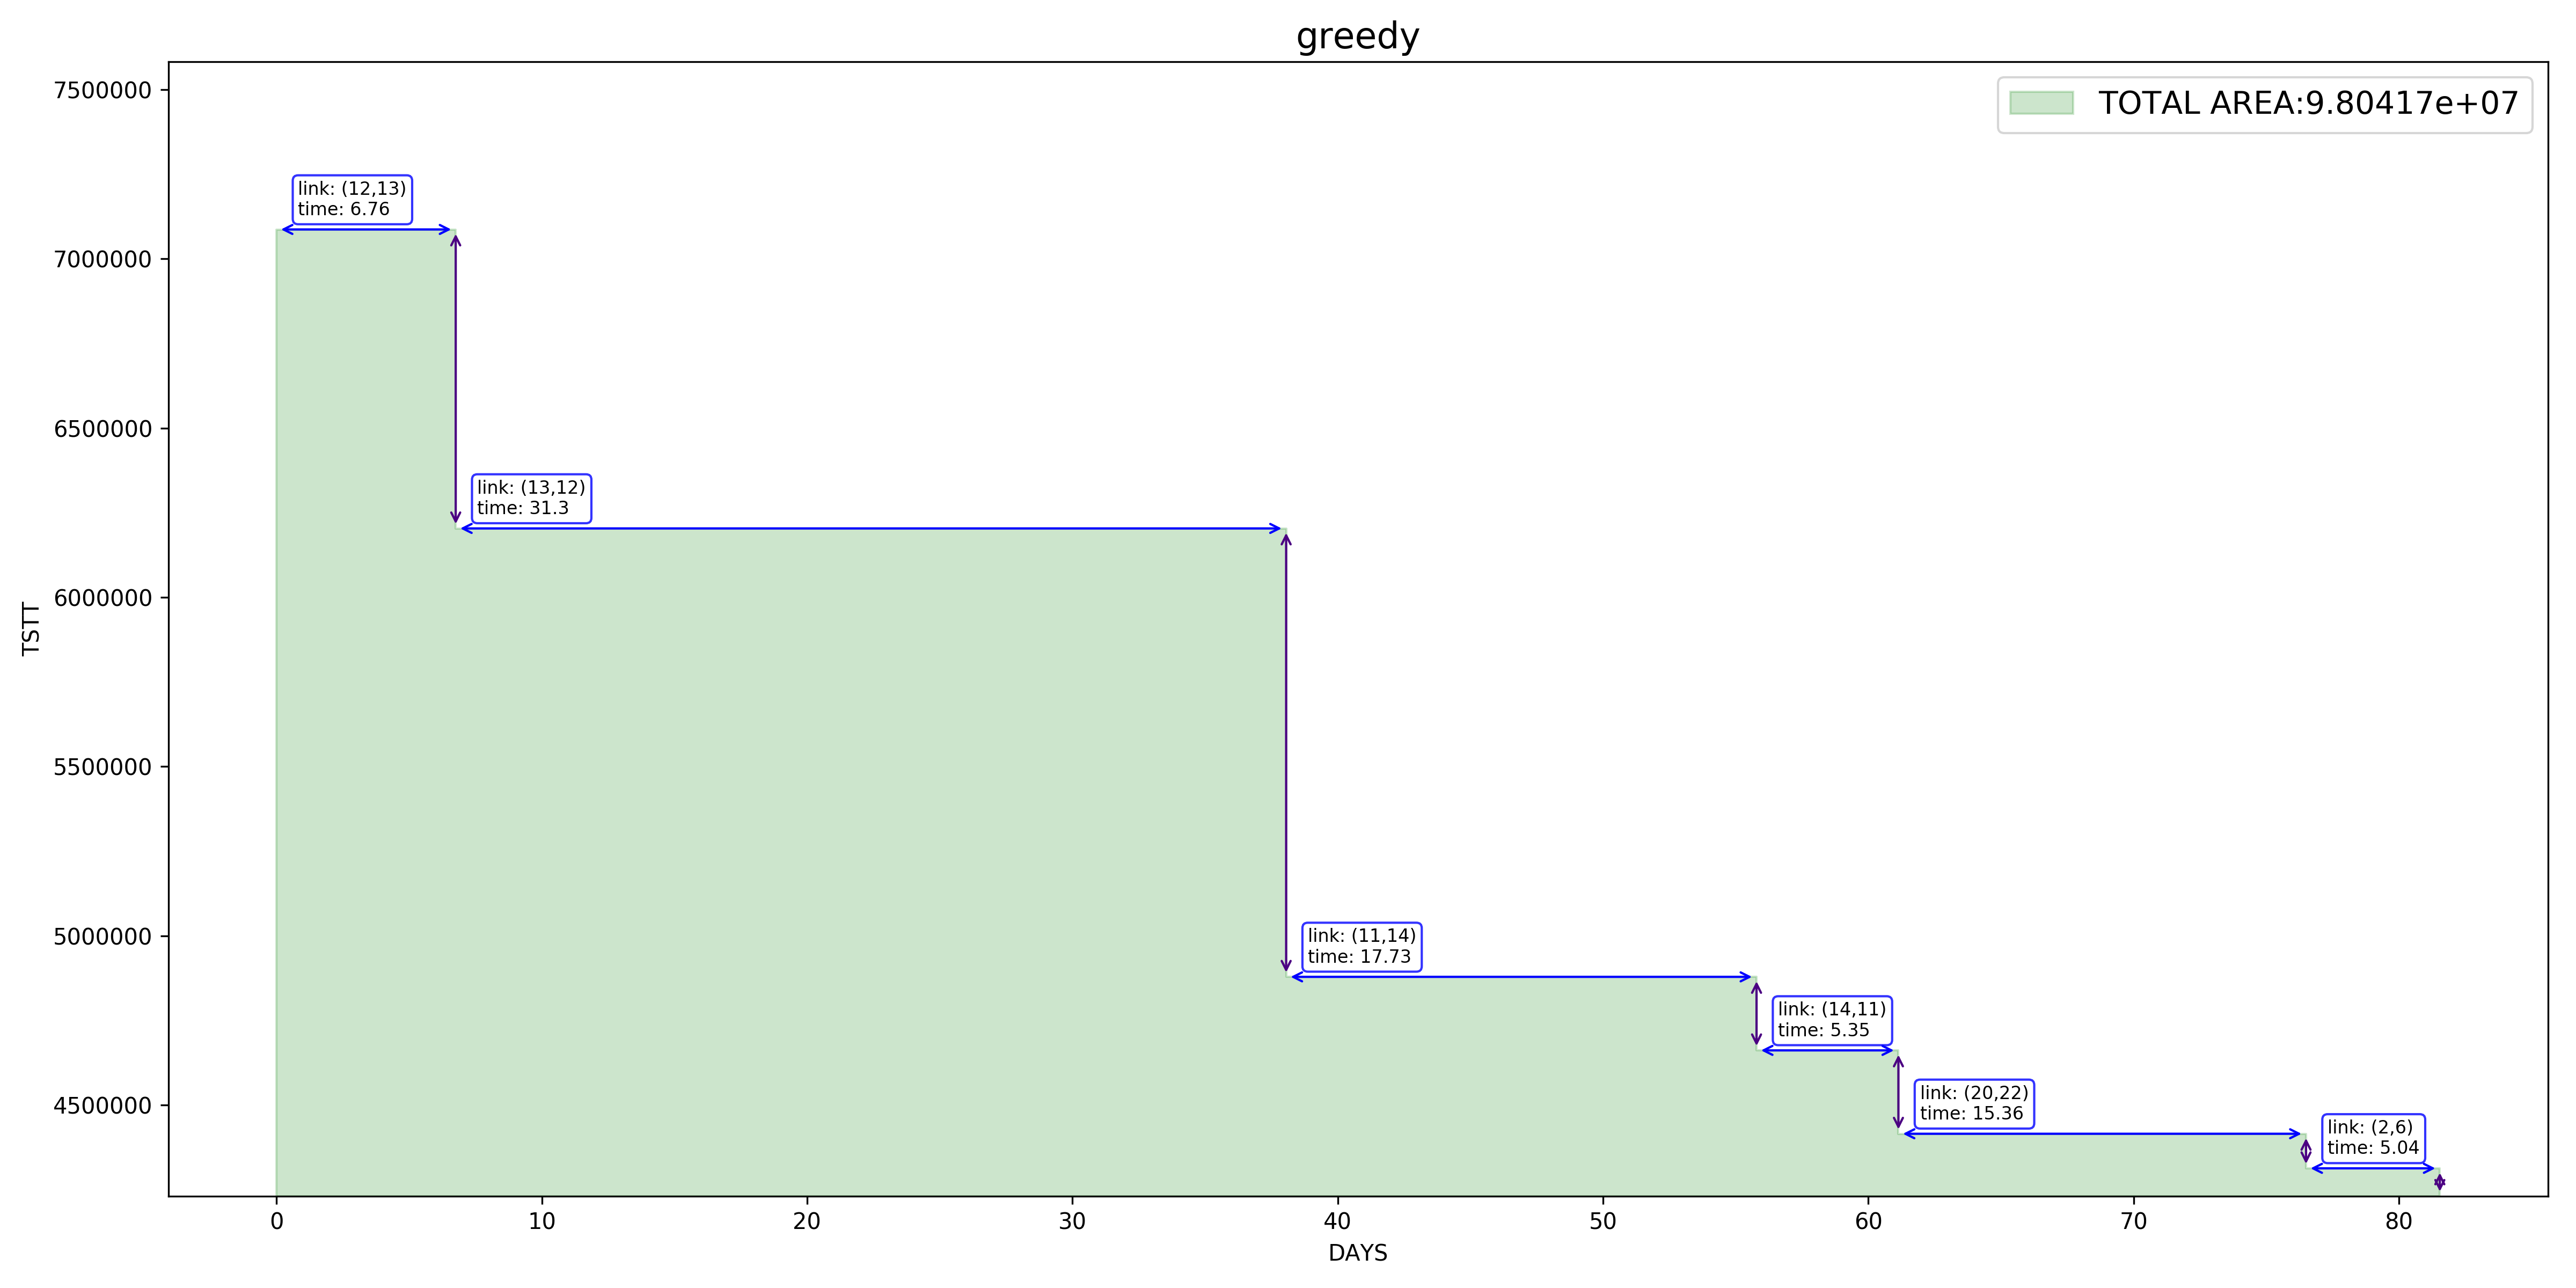 greedy
TOTAL AREA:9.80417e+07
7500000
7000000
6500000
6000000
5500000
5000000
4500000
TSTT
link: (12,13)
time: 6.76
link: (13,12)
time: 31.3
link: (11,14)
time: 17.73
link: (14,11)
time: 5.35
link: (20,22)
time: 15.36
link: (2,6)
time: 5.04
0 10 20 30 40 50 60 70 80
DAYS